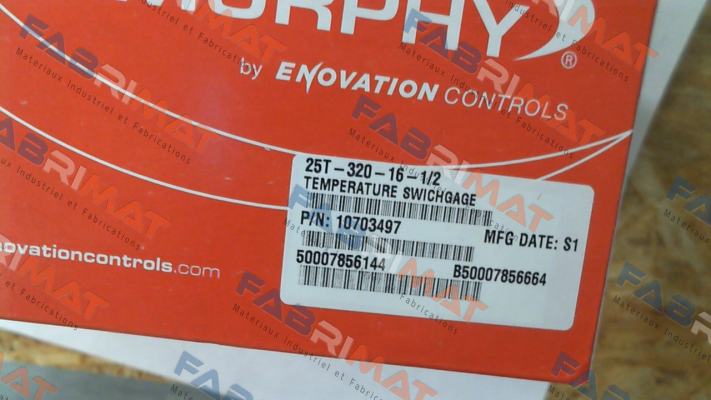 MURPHY®
by ENOVATION CONTROLS
25T-320-16-1/2
TEMPERATURE SWICHGAGE
P/N: 10703497
MFG DATE: S1
50007856144
B50007856664
novationcontrols.com
FABRIMAT
Materiaux Industriel et Fabrications